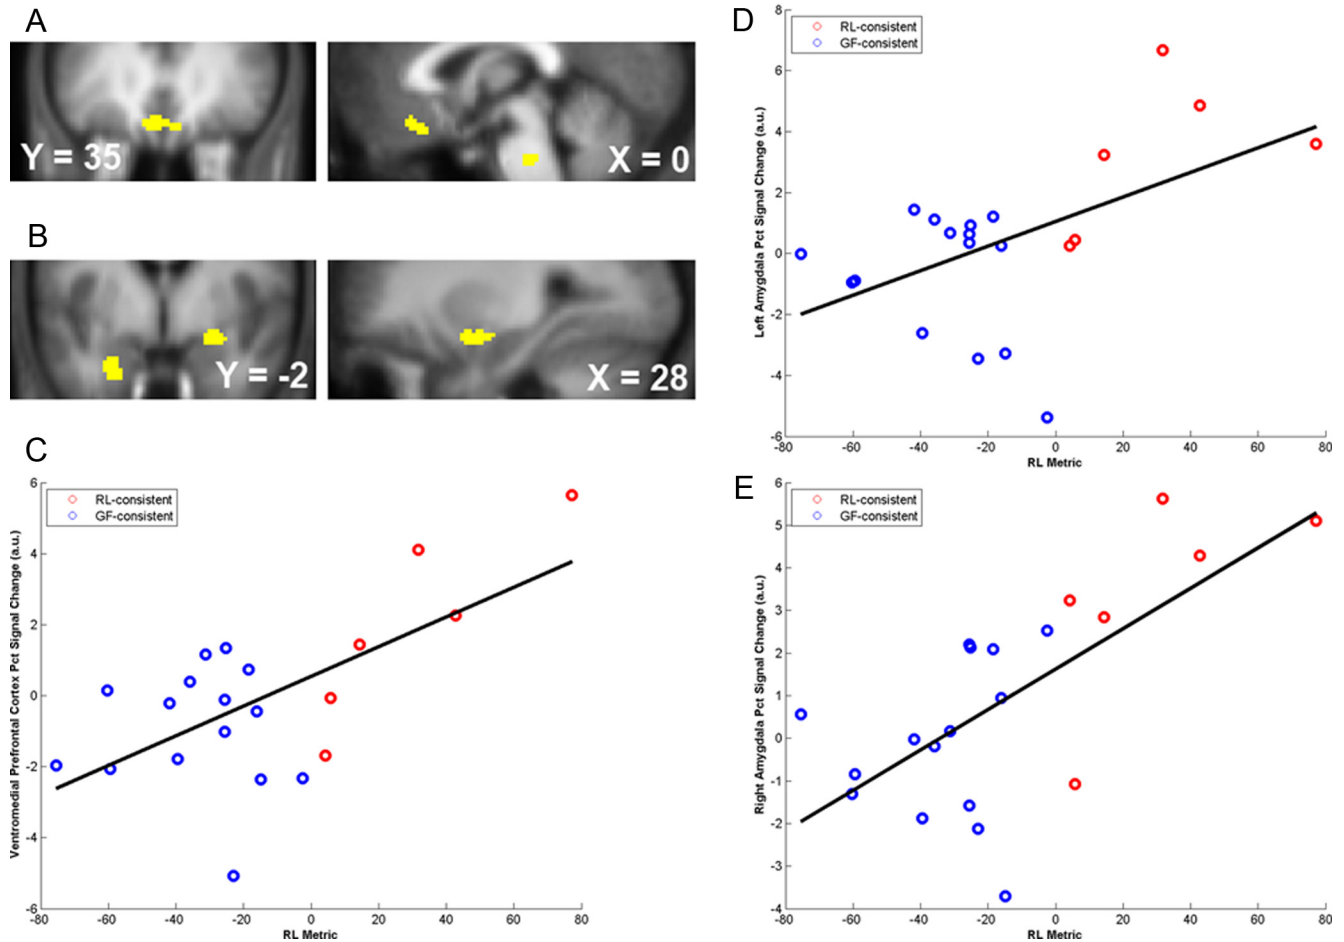 A
Y = 35
X = 0
B
Y = -2
X = 28
C
RL-consistent
GF-consistent
6
4
2
0
-2
-4
-6
-80
-60
-40
-20
0
20
40
60
80
Ventromedial Prefrontal Cortex Pct Signal Change (a.u.)
RL Metric
D
RL-consistent
GF-consistent
8
6
4
2
0
-2
-4
-6
-80
-60
-40
-20
0
20
40
60
80
Left Amygdala Pct Signal Change (a.u.)
RL Metric
E
RL-consistent
GF-consistent
6
5
4
3
2
1
0
-1
-2
-3
-4
-80
-60
-40
-20
0
20
40
60
80
Right Amygdala Pct Signal Change (a.u.)
RL Metric